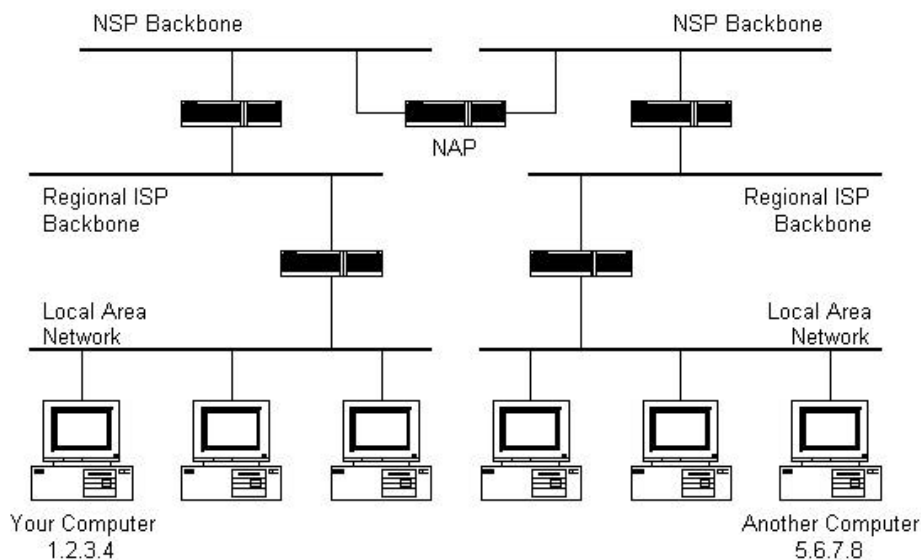 NSP Backbone
NSP Backbone
NAP
Regional ISP
Backbone
Regional ISP
Backbone
Local Area
Network
Local Area
Network
Your Computer
1.2.3.4
Another Computer
5.6.7.8